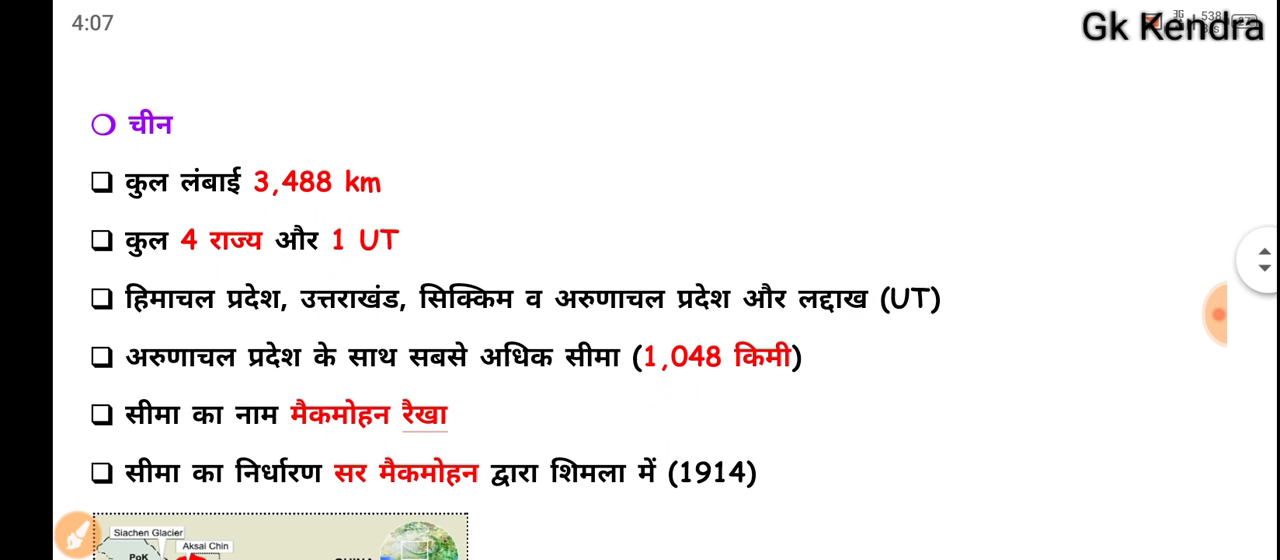 4:07
Gk Kendra
चीन
कुल लंबाई 3,488 km
कुल 4 राज्य और 1 UT
हिमाचल प्रदेश, उत्तराखंड, सिक्किम व अरुणाचल प्रदेश और लद्दाख (UT)
अरुणाचल प्रदेश के साथ सबसे अधिक सीमा (1,048 किमी)
सीमा का नाम मैकमोहन रैखा
सीमा का निर्धारण सर मैकमोहन द्वारा शिमला में (1914)
Siachen Glacier
Aksai Chin
PoK